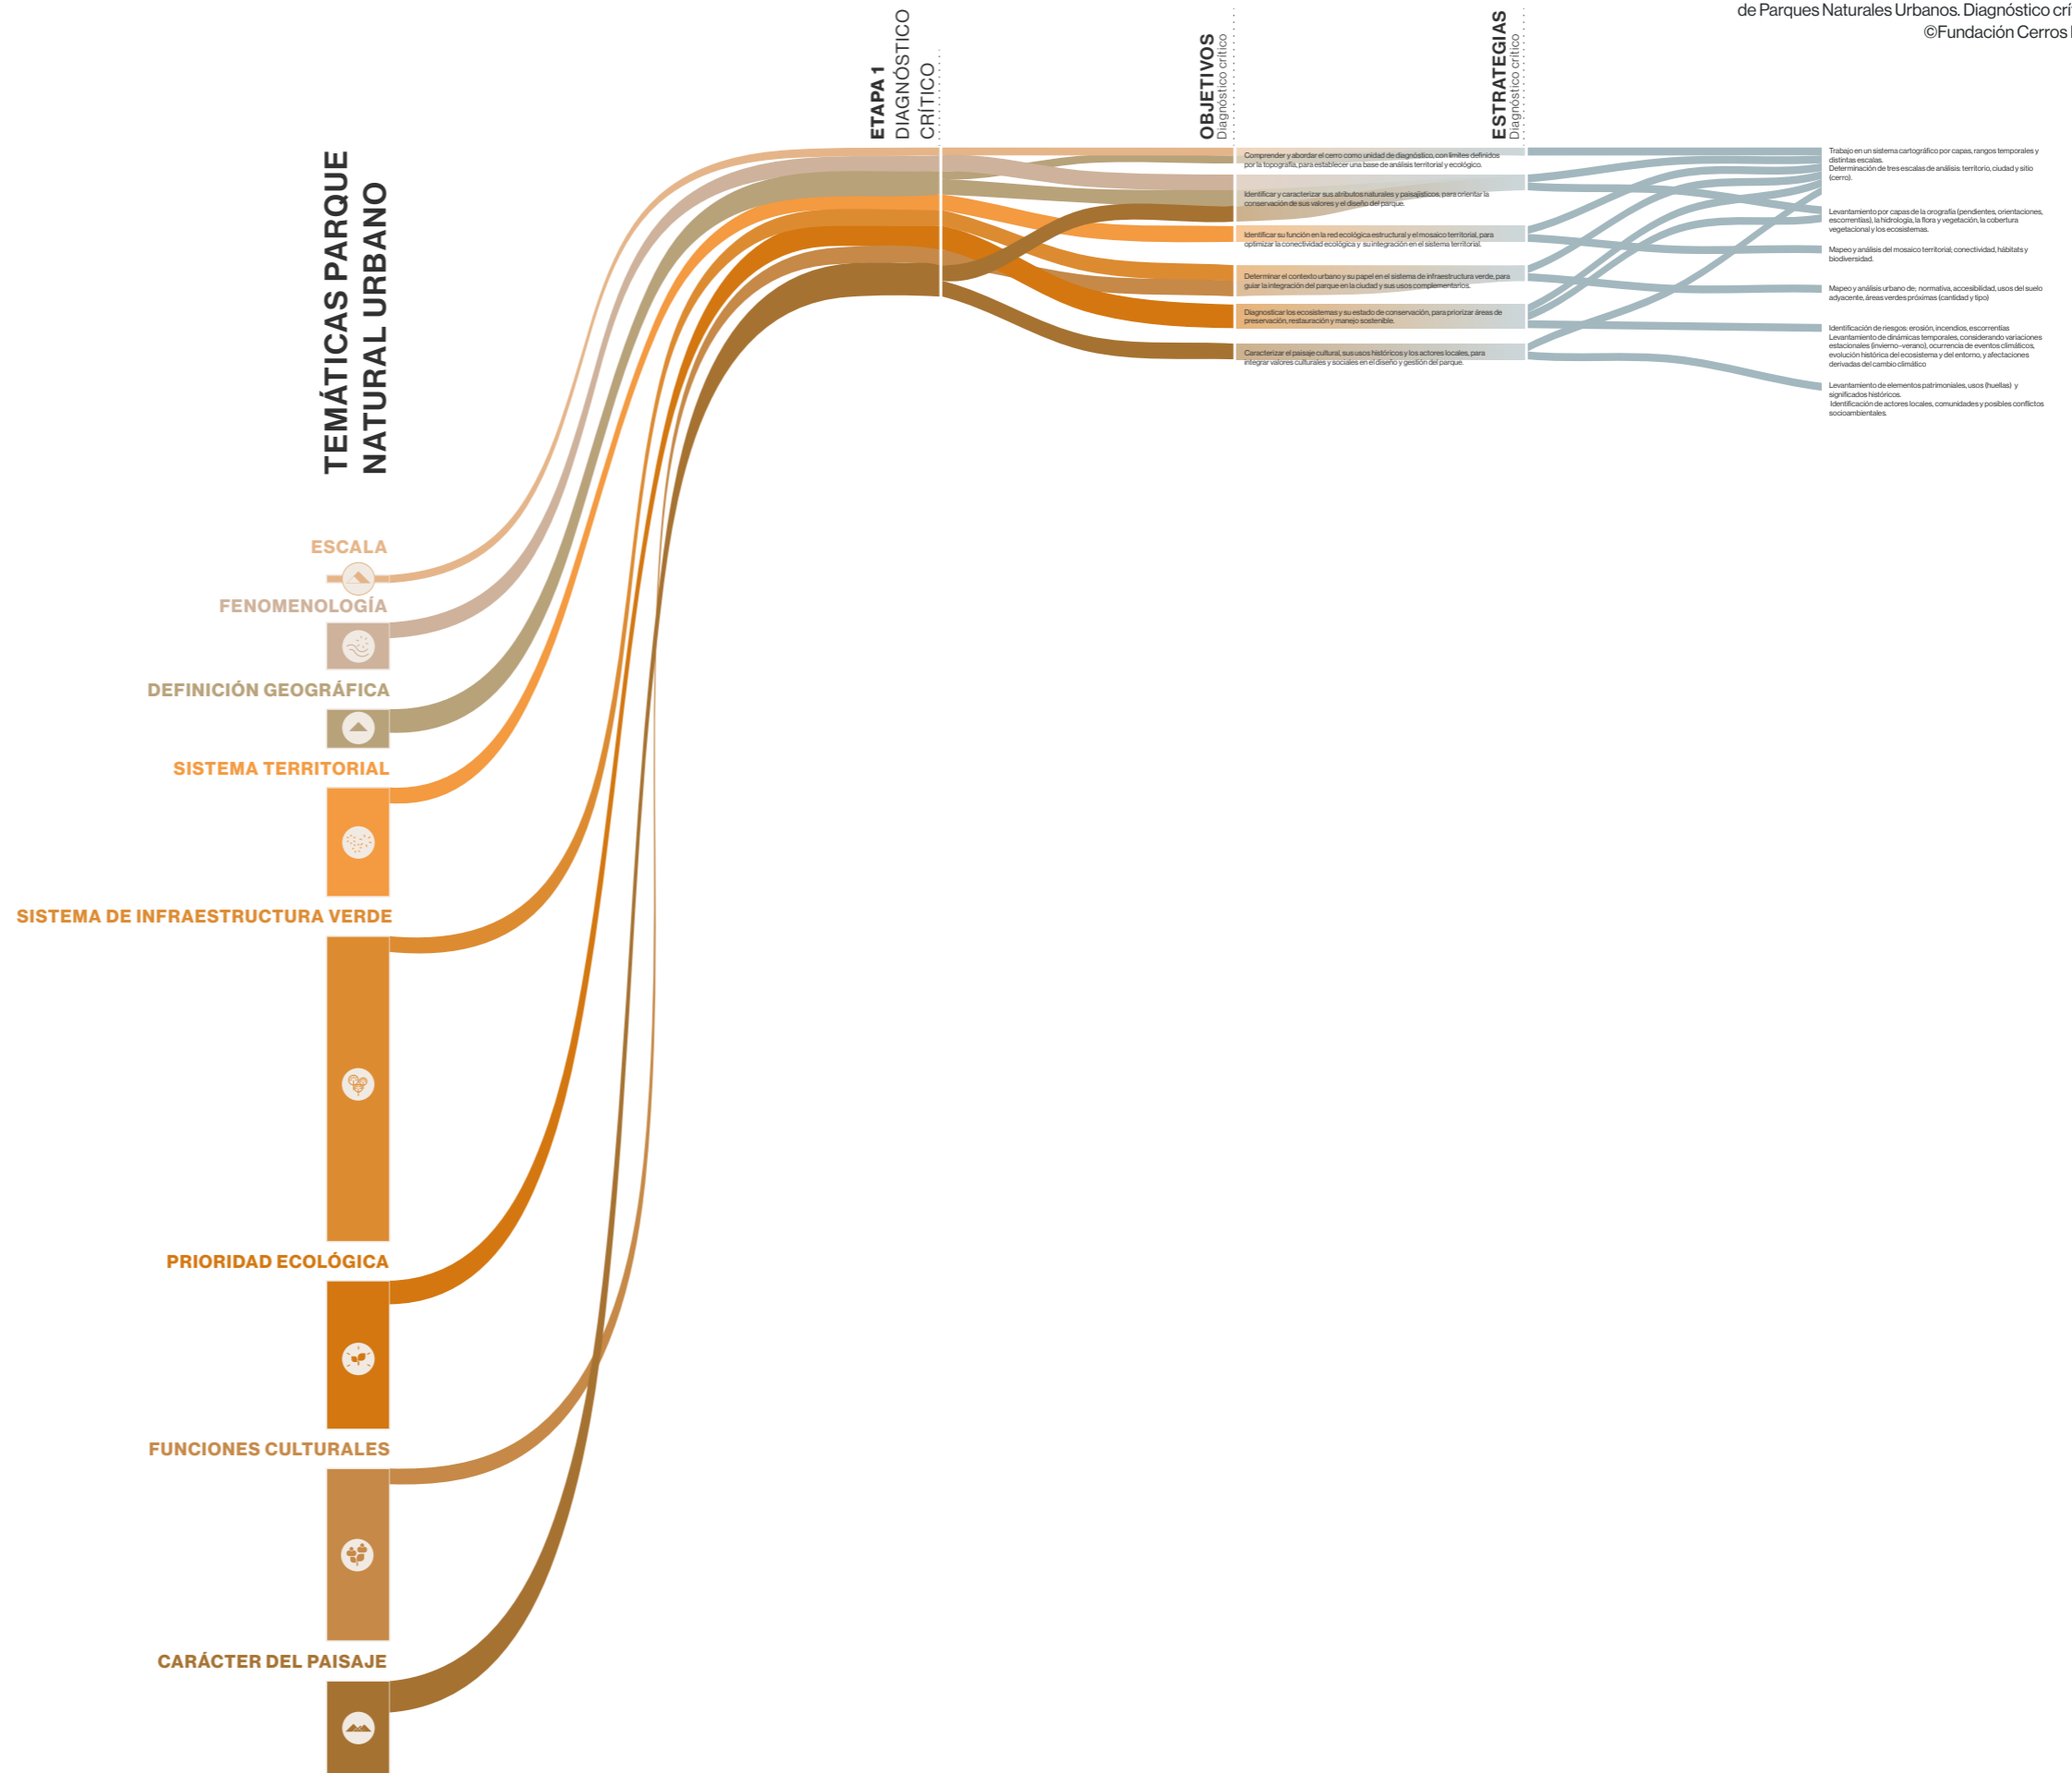 de Parques Naturales Urbanos. Diagnóstico crí
©Fundación Cerros
ETAPA 1
DIAGNÓSTICO
CRÍTICO
OBJETIVOS
Diagnóstico crítico
ESTRATEGIAS
Diagnóstico crítico
TEMÁTICAS PARQUE
NATURAL URBANO
ESCALA
FENOMENOLOGÍA
DEFINICIÓN GEOGRÁFICA
SISTEMA TERRITORIAL
SISTEMA DE INFRAESTRUCTURA VERDE
PRIORIDAD ECOLÓGICA
FUNCIONES CULTURALES
CARÁCTER DEL PAISAJE
Comprender y abordar el cerro como unidad de diagnóstico, con límites definidos
por la topografía, para establecer una base de análisis territorial y ecológico.
Identificar y caracterizar sus atributos naturales y paisajísticos, para orientar la
conservación de sus valores y el diseño del parque.
Identificar su función en la red ecológica estructural y el mosaico territorial, para
optimizar la conectividad ecológica y su integración en el sistema territorial.
Determinar el contexto urbano y su papel en el sistema de infraestructura verde, para
guiar la integración del parque en la ciudad y sus usos complementarios.
Diagnosticar los ecosistemas y su estado de conservación, para priorizar áreas de
preservación, restauración y manejo sostenible.
Caracterizar el paisaje cultural, sus usos históricos y los actores locales, para
integrar valores culturales y sociales en el diseño y gestión del parque.
Trabajo en un sistema cartográfico por capas, rangos temporales y
distintas escalas.
Determinación de tres escalas de análisis: territorio, ciudad y sitio
(cerro).
Levantamiento por capas de la orografía (pendientes, orientaciones,
escorrentías), la hidrología, la flora y vegetación, la cobertura
vegetacional y los ecosistemas.
Mapeo y análisis del mosaico territorial, conectividad, hábitats y
biodiversidad.
Mapeo y análisis urbano de; normativa, accesibilidad, usos del suelo
adyacente, áreas verdes próximas (cantidad y tipo)
Identificación de riesgos: erosión, incendios, escorrentías
Levantamiento de dinámicas temporales, considerando variaciones
estacionales (invierno-verano), ocurrencia de eventos climáticos,
evolución histórica del ecosistema y del entorno, y afectaciones
derivadas del cambio climático
Levantamiento de elementos patrimoniales, usos (huellas) y
significados históricos.
Identificación de actores locales, comunidades y posibles conflictos
socioambientales.